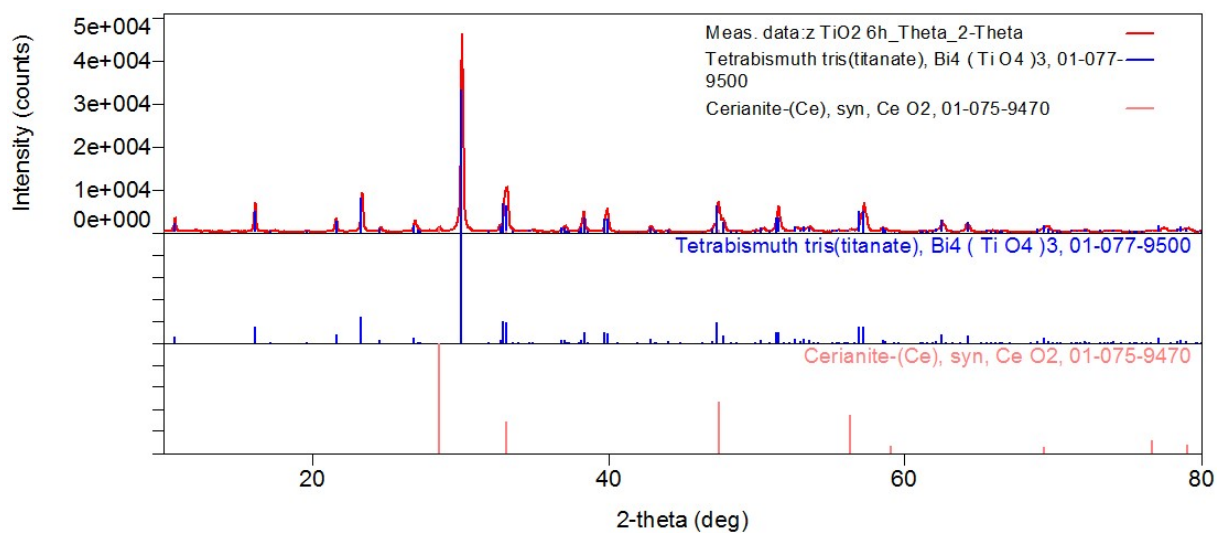 5e+004
4e+004
3e+004
2e+004
1e+004
0e+000
Intensity (counts)
Meas. data:z TiO2 6h_Theta_2-Theta
Tetrabismuth tris(titanate), Bi4 ( Ti O4 )3, 01-077-
9500
Cerianite-(Ce), syn, Ce O2, 01-075-9470
Tetrabismuth tris(titanate), Bi4 ( Ti O4 )3, 01-077-9500
Cerianite-(Ce), syn, Ce O2, 01-075-9470
20 40 60 80
2-theta (deg)